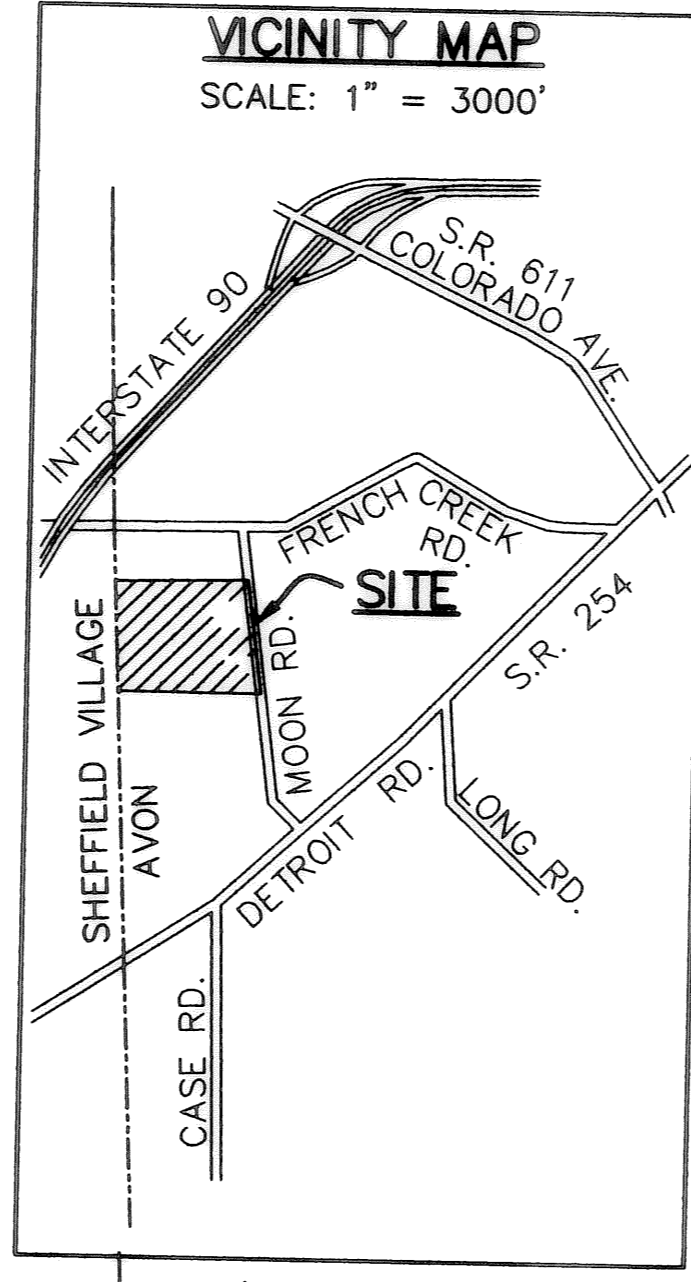 VICINITY MAP
SCALE: 1" = 3000'
INTERSTATE 90
S.R. 611
COLORADO AVE.
FRENCH CREEK
RD.
SITE
SHEFFIELD VILLAGE
AVON
MOON RD.
S.R. 254
DETROIT RD.
LONG RD.
CASE RD.